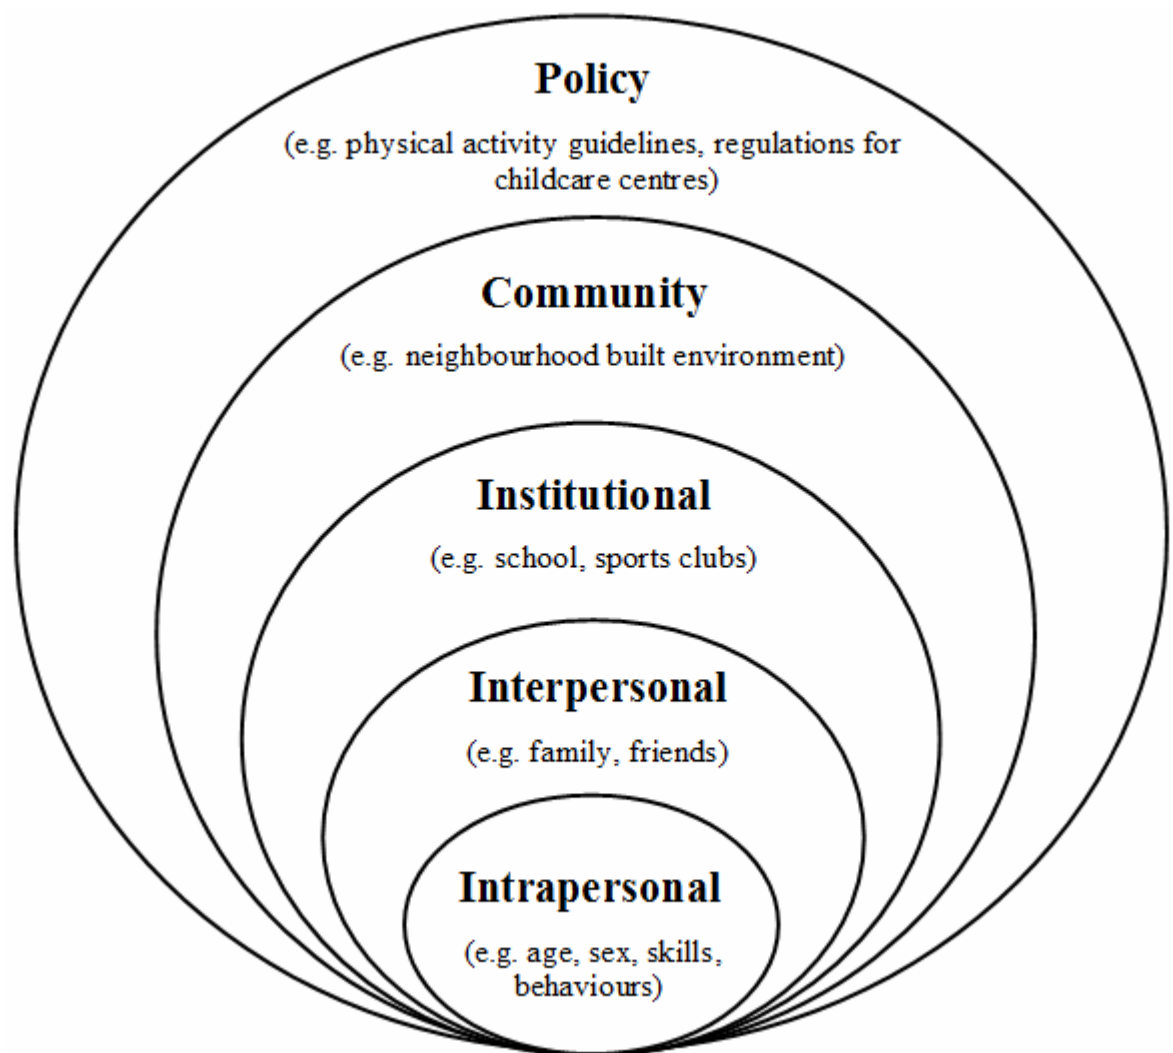 Policy
(e.g. physical activity guidelines, regulations for
childcare centres)
Community
(e.g. neighbourhood built environment)
Institutional
(e.g. school, sports clubs)
Interpersonal
(e.g. family, friends)
Intrapersonal
(e.g. age, sex, skills,
behaviours)